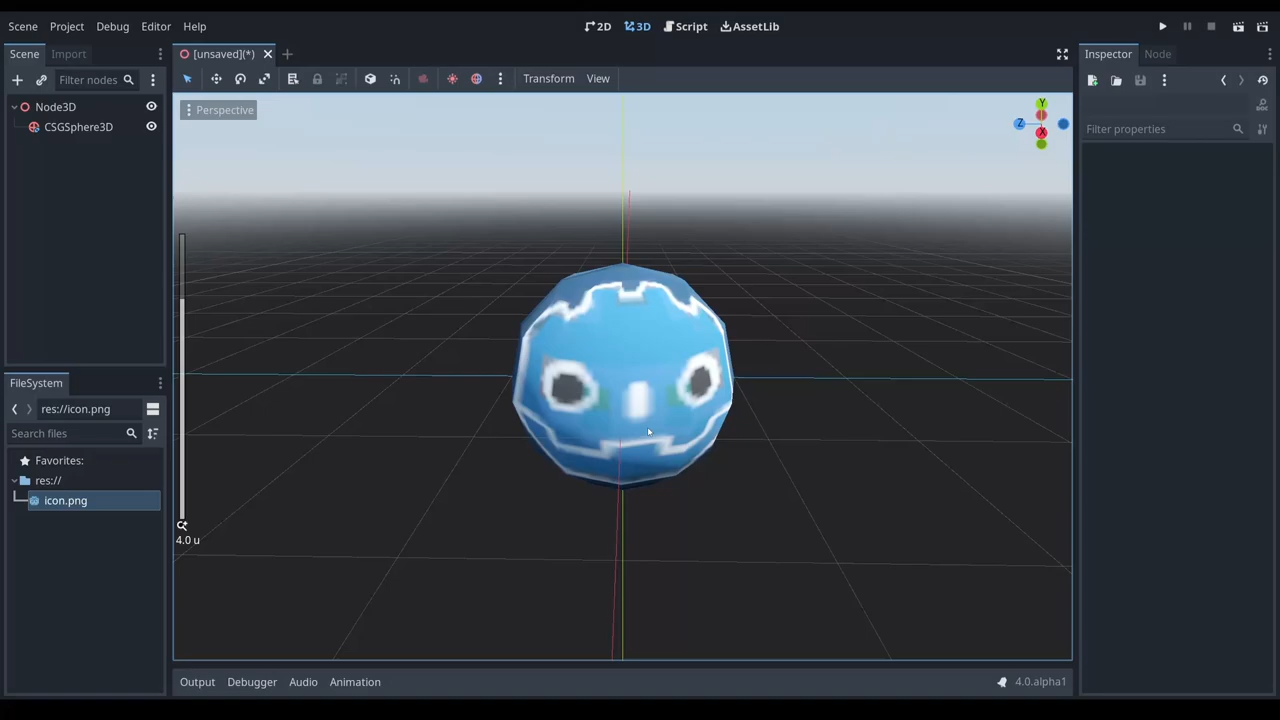 Scene Project Debug Editor Help 2D 3D Script AssetLib
Scene Import [unsaved](*) Inspector Node
Filter nodes Transform View
Node3D Perspective Y
CSGSphere3D Z X Filter properties
FileSystem
res://icon.png
Search files
Favorites:
res://
icon.png
4.0 u
Output Debugger Audio Animation 4.0.alpha1